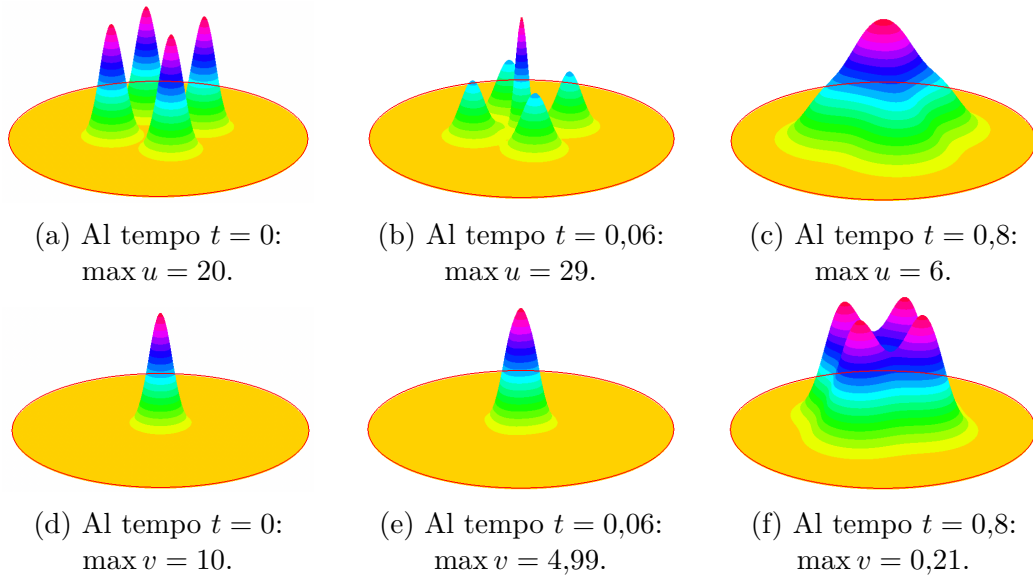 (a) Al tempo t = 0:
max u = 20.
(b) Al tempo t = 0,06:
max u = 29.
(c) Al tempo t = 0,8:
max u = 6.
(d) Al tempo t = 0:
max v = 10.
(e) Al tempo t = 0,06:
max v = 4,99.
(f) Al tempo t = 0,8:
max v = 0,21.